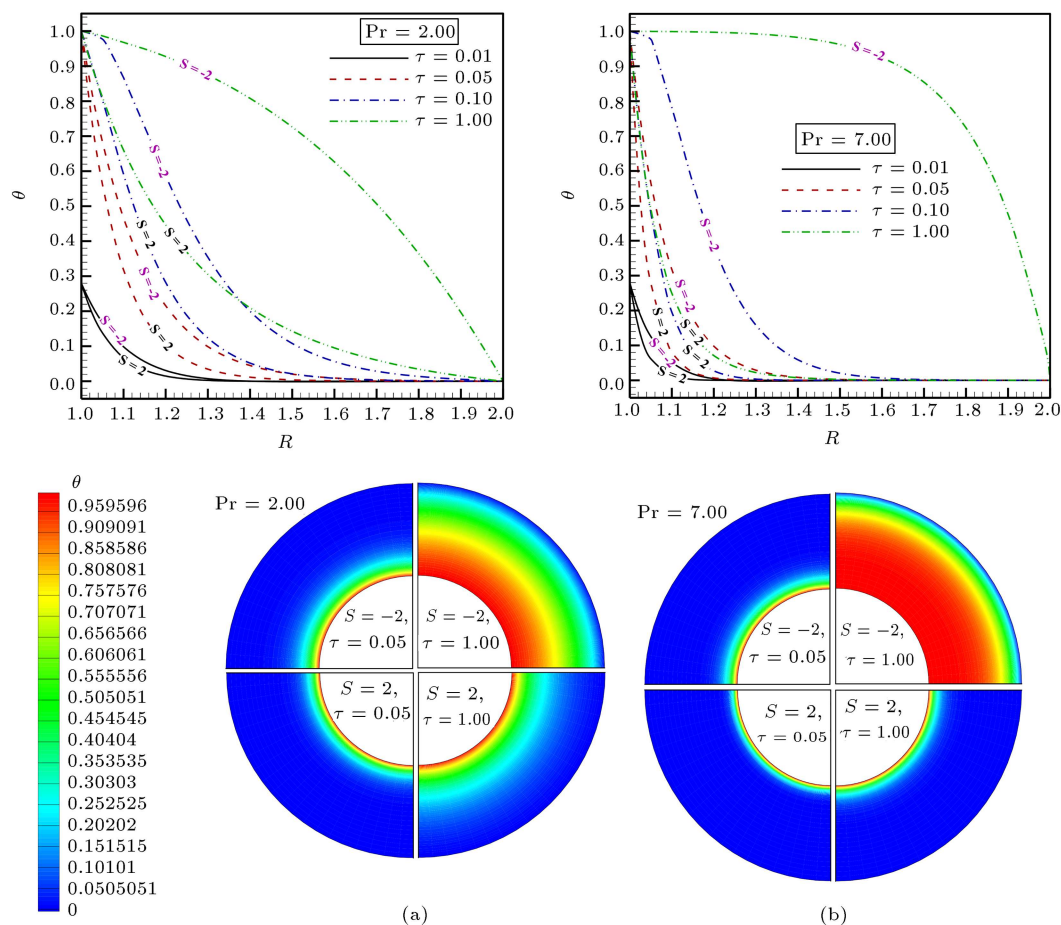 Pr = 2.00
τ = 0.01
τ = 0.05
τ = 0.10
τ = 1.00
S=-2
S=-2
S=-2
S=-2
S=2
S=2
S=2
S=2
θ
1.0
0.9
0.8
0.7
0.6
0.5
0.4
0.3
0.2
0.1
0.0
1.0 1.1 1.2 1.3 1.4 1.5 1.6 1.7 1.8 1.9 2.0
R
Pr = 7.00
τ = 0.01
τ = 0.05
τ = 0.10
τ = 1.00
S=-2
S=-2
S=-2
S=-2
S=2
S=2
S=2
S=2
θ
1.0
0.9
0.8
0.7
0.6
0.5
0.4
0.3
0.2
0.1
0.0
1.0 1.1 1.2 1.3 1.4 1.5 1.6 1.7 1.8 1.9 2.0
R
θ
0.959596
0.909091
0.858586
0.808081
0.757576
0.707071
0.656566
0.606061
0.555556
0.505051
0.454545
0.40404
0.353535
0.30303
0.252525
0.20202
0.151515
0.10101
0.0505051
0
Pr = 2.00
S = −2,
τ = 0.05
S = −2,
τ = 1.00
S = 2,
τ = 0.05
S = 2,
τ = 1.00
(a)
Pr = 7.00
S = −2,
τ = 0.05
S = −2,
τ = 1.00
S = 2,
τ = 0.05
S = 2,
τ = 1.00
(b)